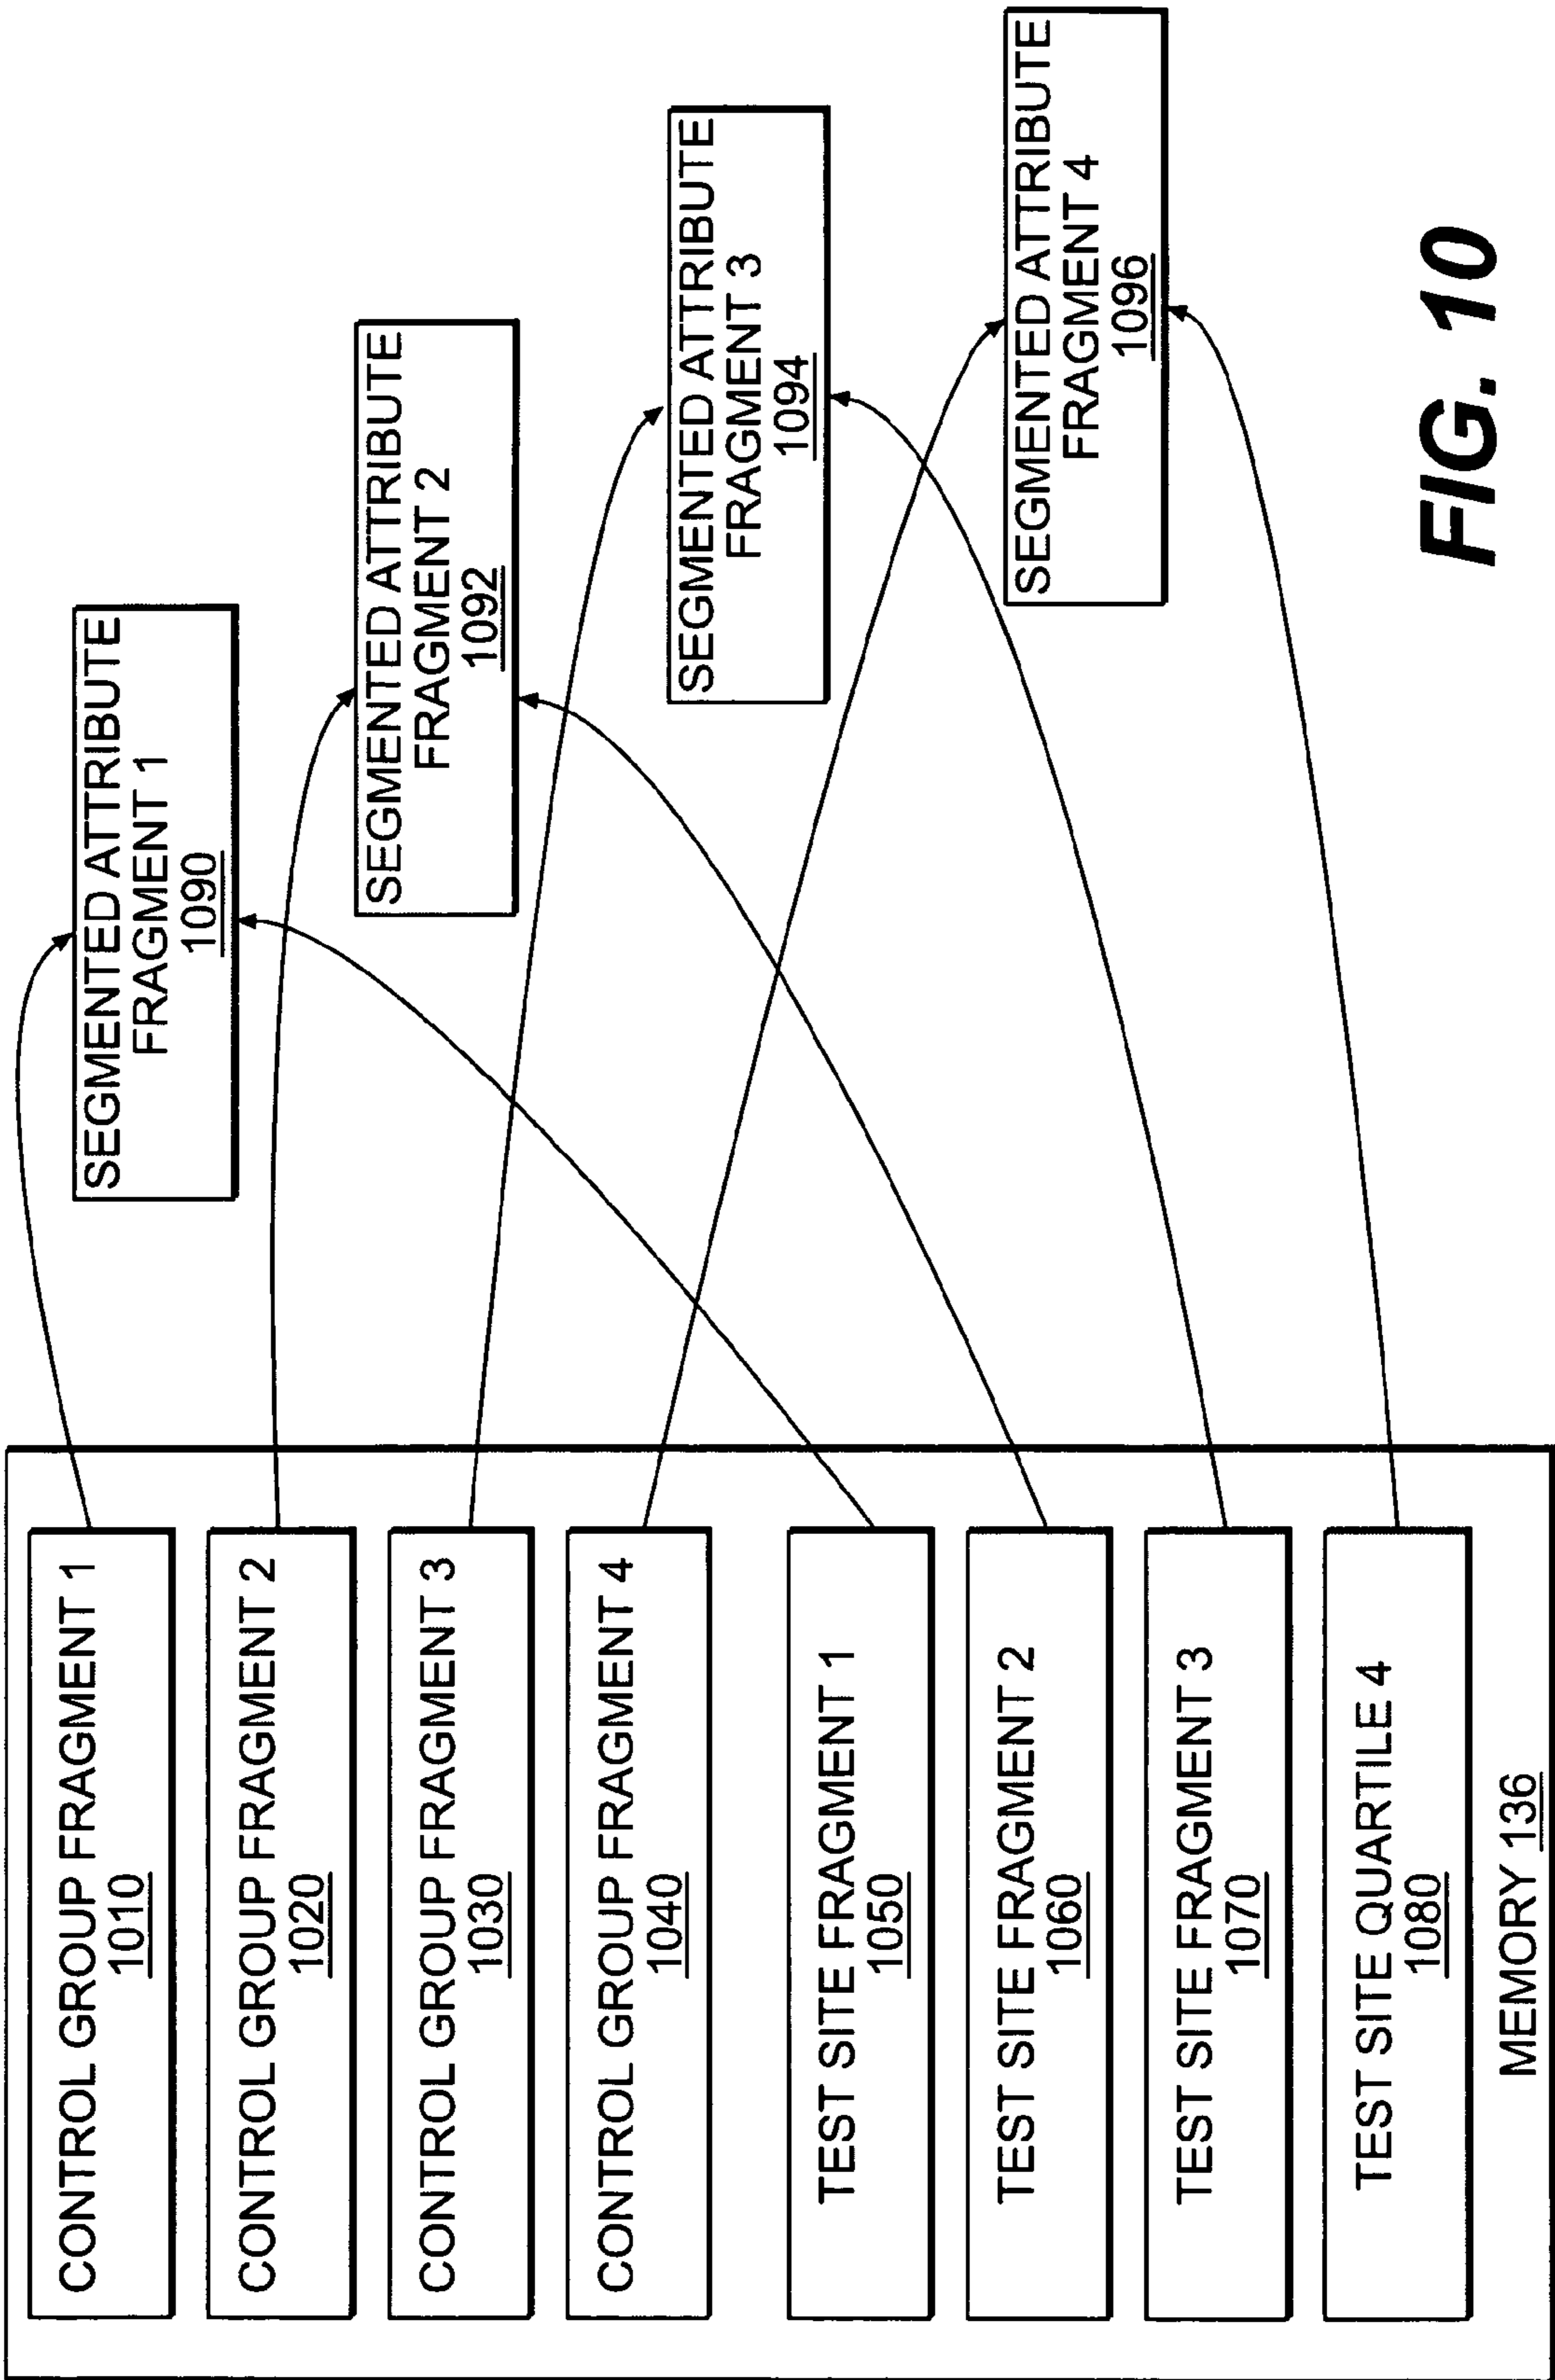 CONTROL GROUP FRAGMENT 1
1010
CONTROL GROUP FRAGMENT 2
1020
CONTROL GROUP FRAGMENT 3
1030
CONTROL GROUP FRAGMENT 4
1040
TEST SITE FRAGMENT 1
1050
TEST SITE FRAGMENT 2
1060
TEST SITE FRAGMENT 3
1070
TEST SITE QUARTILE 4
1080
MEMORY 136
SEGMENTED ATTRIBUTE
FRAGMENT 1
1090
SEGMENTED ATTRIBUTE
FRAGMENT 2
1092
SEGMENTED ATTRIBUTE
FRAGMENT 3
1094
SEGMENTED ATTRIBUTE
FRAGMENT 4
1096
FIG. 10